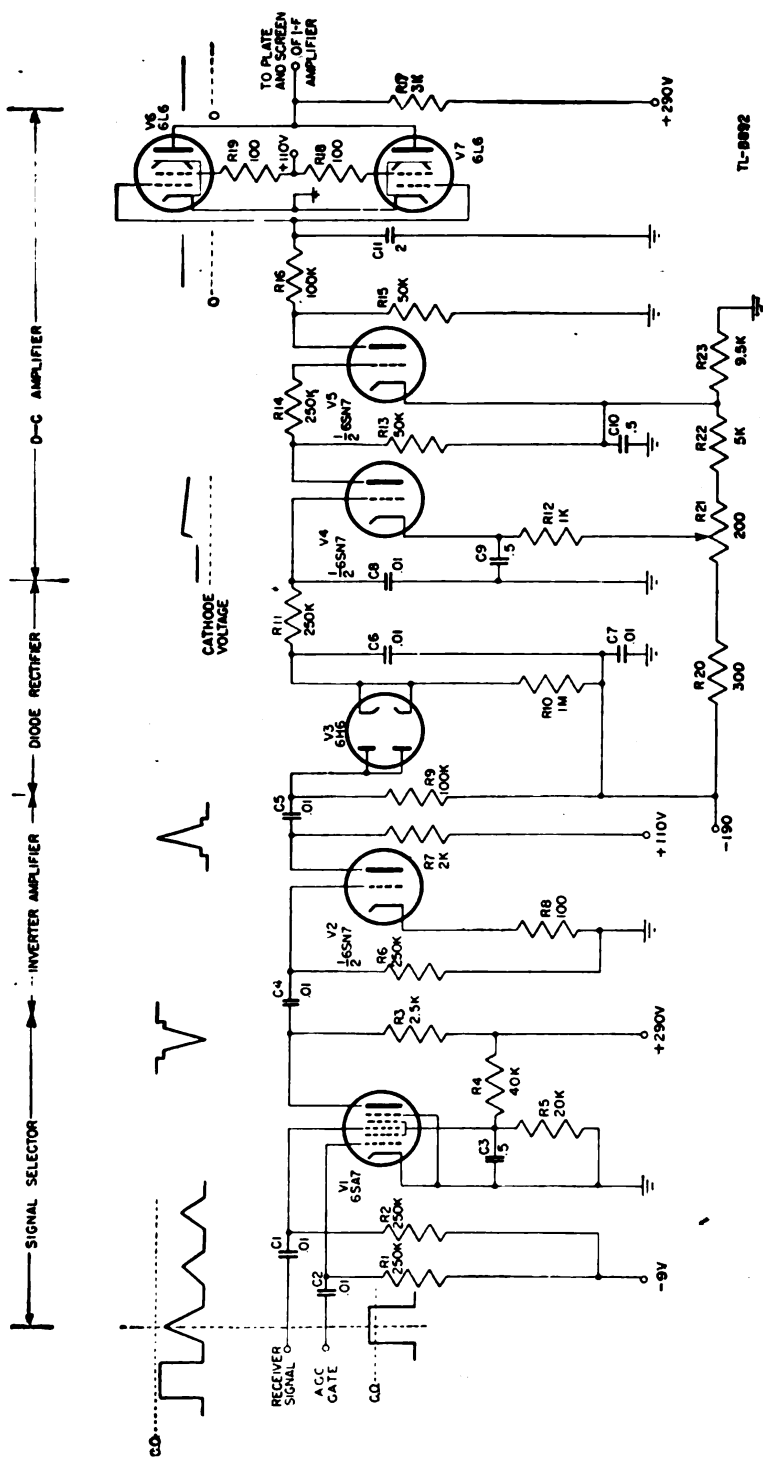 SIGNAL SELECTOR
INVERTER AMPLIFIER
DIODE RECTIFIER
D-C AMPLIFIER
C.O.
RECEIVER SIGNAL
AGC GATE
C.O.
C1
.01
C2
.01
R1
250K
R2
250K
-9V
V1
6SA7
C3
.5
R4
40K
R5
20K
R3
2.5K
+290V
C4
.01
R6
250K
V2
1/2 6SN7
R8
100
R7
2K
+110V
C5
.01
R9
100K
-190
V3
6H6
R10
1M
C6
.01
C7
.01
R11
250K
C8
.01
CATHODE
VOLTAGE
V4
1/2 6SN7
C9
.5
R12
1K
R20
300
R21
200
R22
5K
R23
9.5K
R13
50K
C10
.5
R14
250K
V5
1/2 6SN7
R15
50K
R16
100K
C11
2
0
V6
6L6
R19
100
+110V
R18
100
V7
6L6
0
TO PLATE
AND SCREEN
OF I-F
AMPLIFIER
R17
3K
+290V
TL-8892